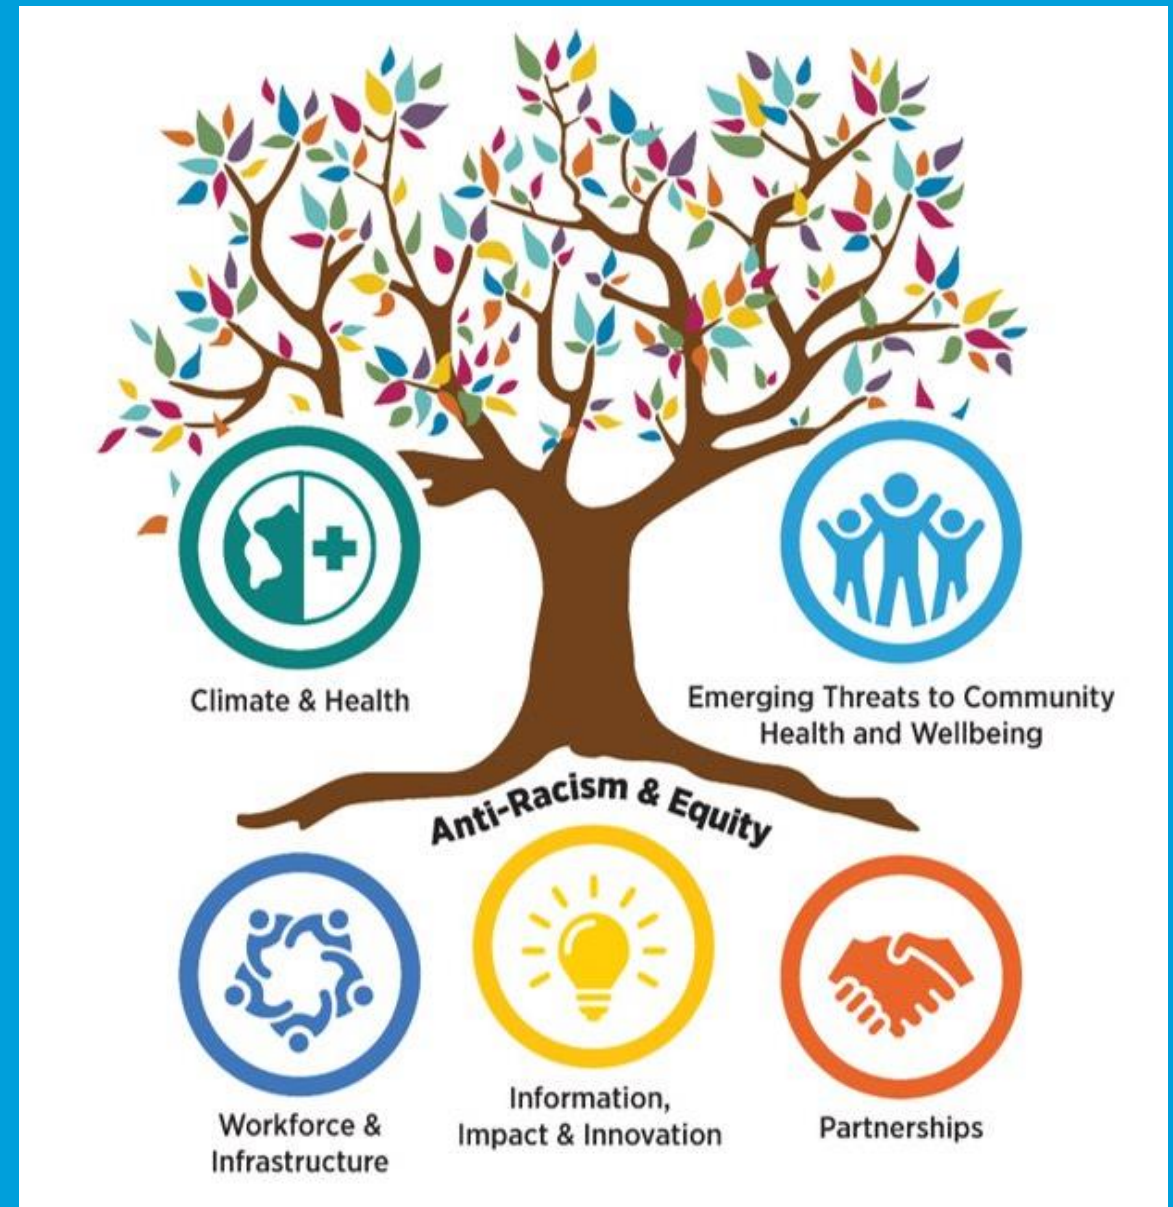 Climate & Health
Emerging Threats to Community
Health and Wellbeing
Anti-Racism & Equity
Workforce &
Infrastructure
Information,
Impact & Innovation
Partnerships